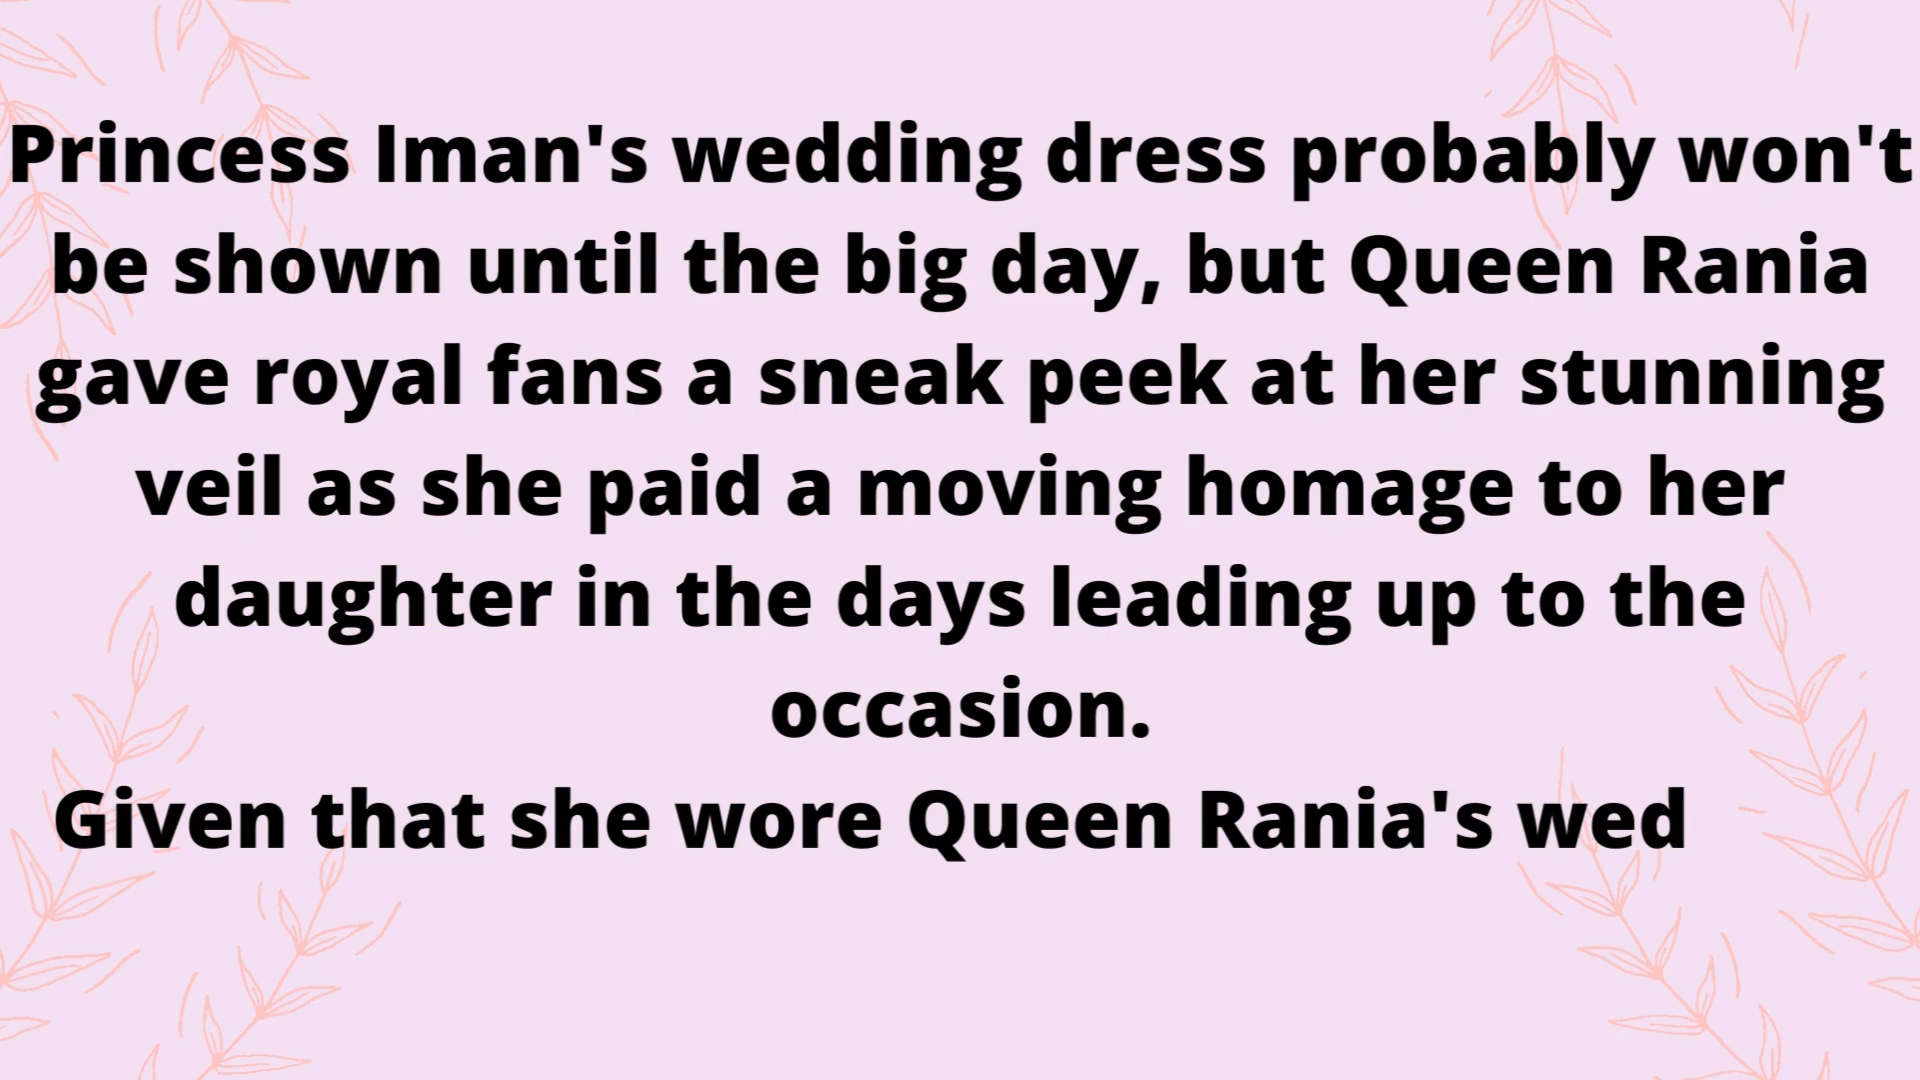 Princess Iman's wedding dress probably won't
be shown until the big day, but Queen Rania
gave royal fans a sneak peek at her stunning
veil as she paid a moving homage to her
daughter in the days leading up to the
occasion.
Given that she wore Queen Rania's wed